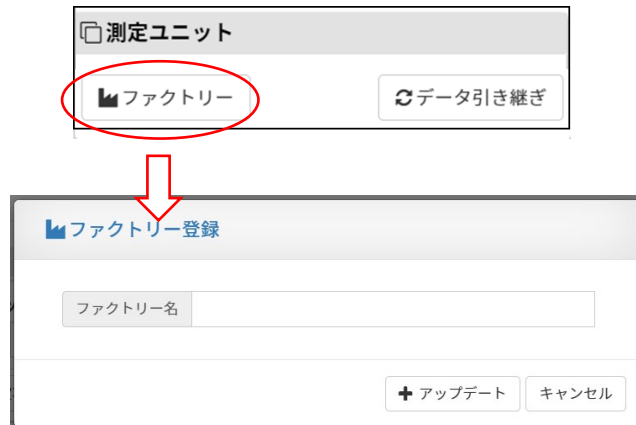 測定ユニット
ファクトリー データ引き継ぎ
ファクトリー登録
ファクトリー名
アップデート キャンセル